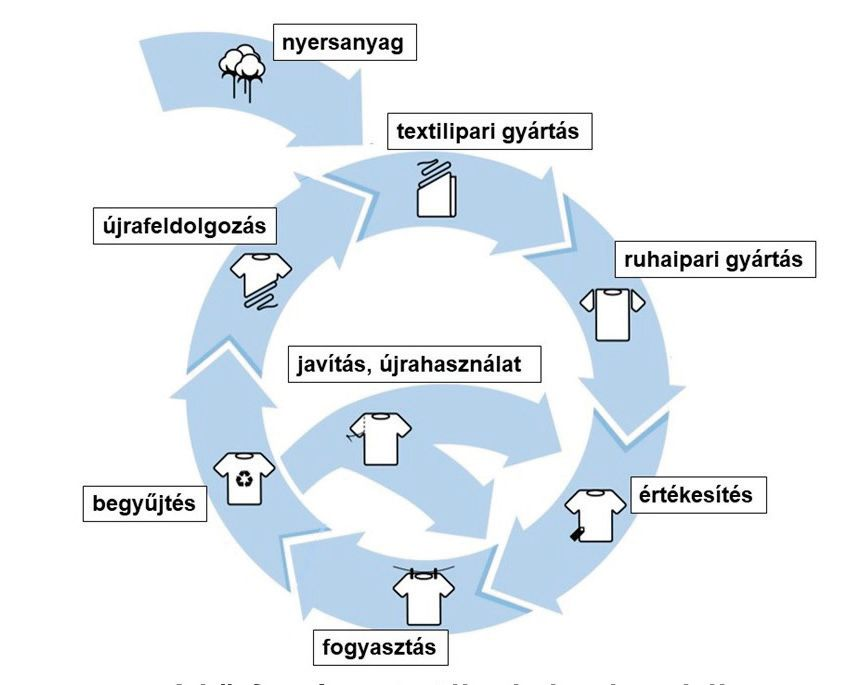 nyersanyag
textilipari gyártás
újrafeldolgozás
ruhaipari gyártás
javítás, újrahasználat
értékesítés
begyűjtés
fogyasztás